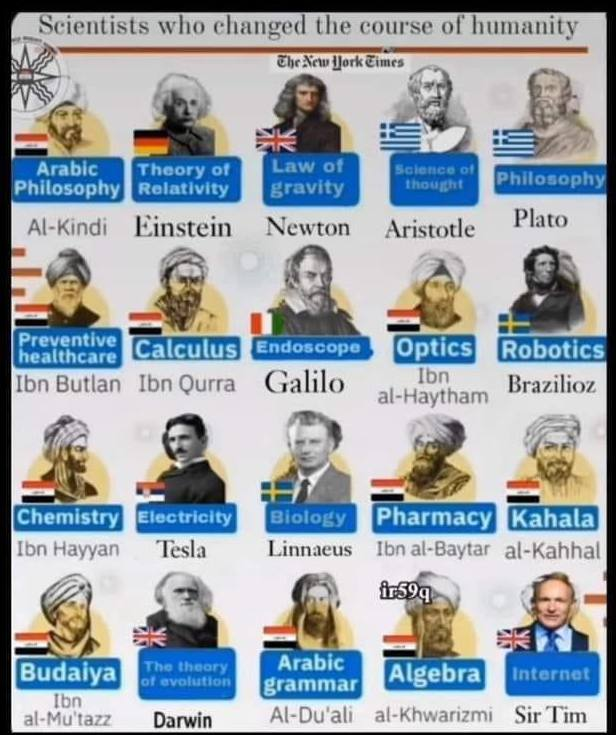 Scientists who changed the course of humanity
The New York Times
Arabic
Philosophy
Theory of
Relativity
Law of
gravity
Science of
thought
Philosophy
Al-Kindi
Einstein
Newton
Aristotle
Plato
Preventive
healthcare
Calculus
Endoscope
Optics
Robotics
Ibn Butlan
Ibn Qurra
Galilo
Ibn
al-Haytham
Brazilioz
Chemistry
Electricity
Biology
Pharmacy
Kahala
Ibn Hayyan
Tesla
Linnaeus
Ibn al-Baytar
al-Kahhal
ir59q
Budaiya
The theory
of evolution
Arabic
grammar
Algebra
Internet
Ibn
al-Mu'tazz
Darwin
Al-Du'ali
al-Khwarizmi
Sir Tim